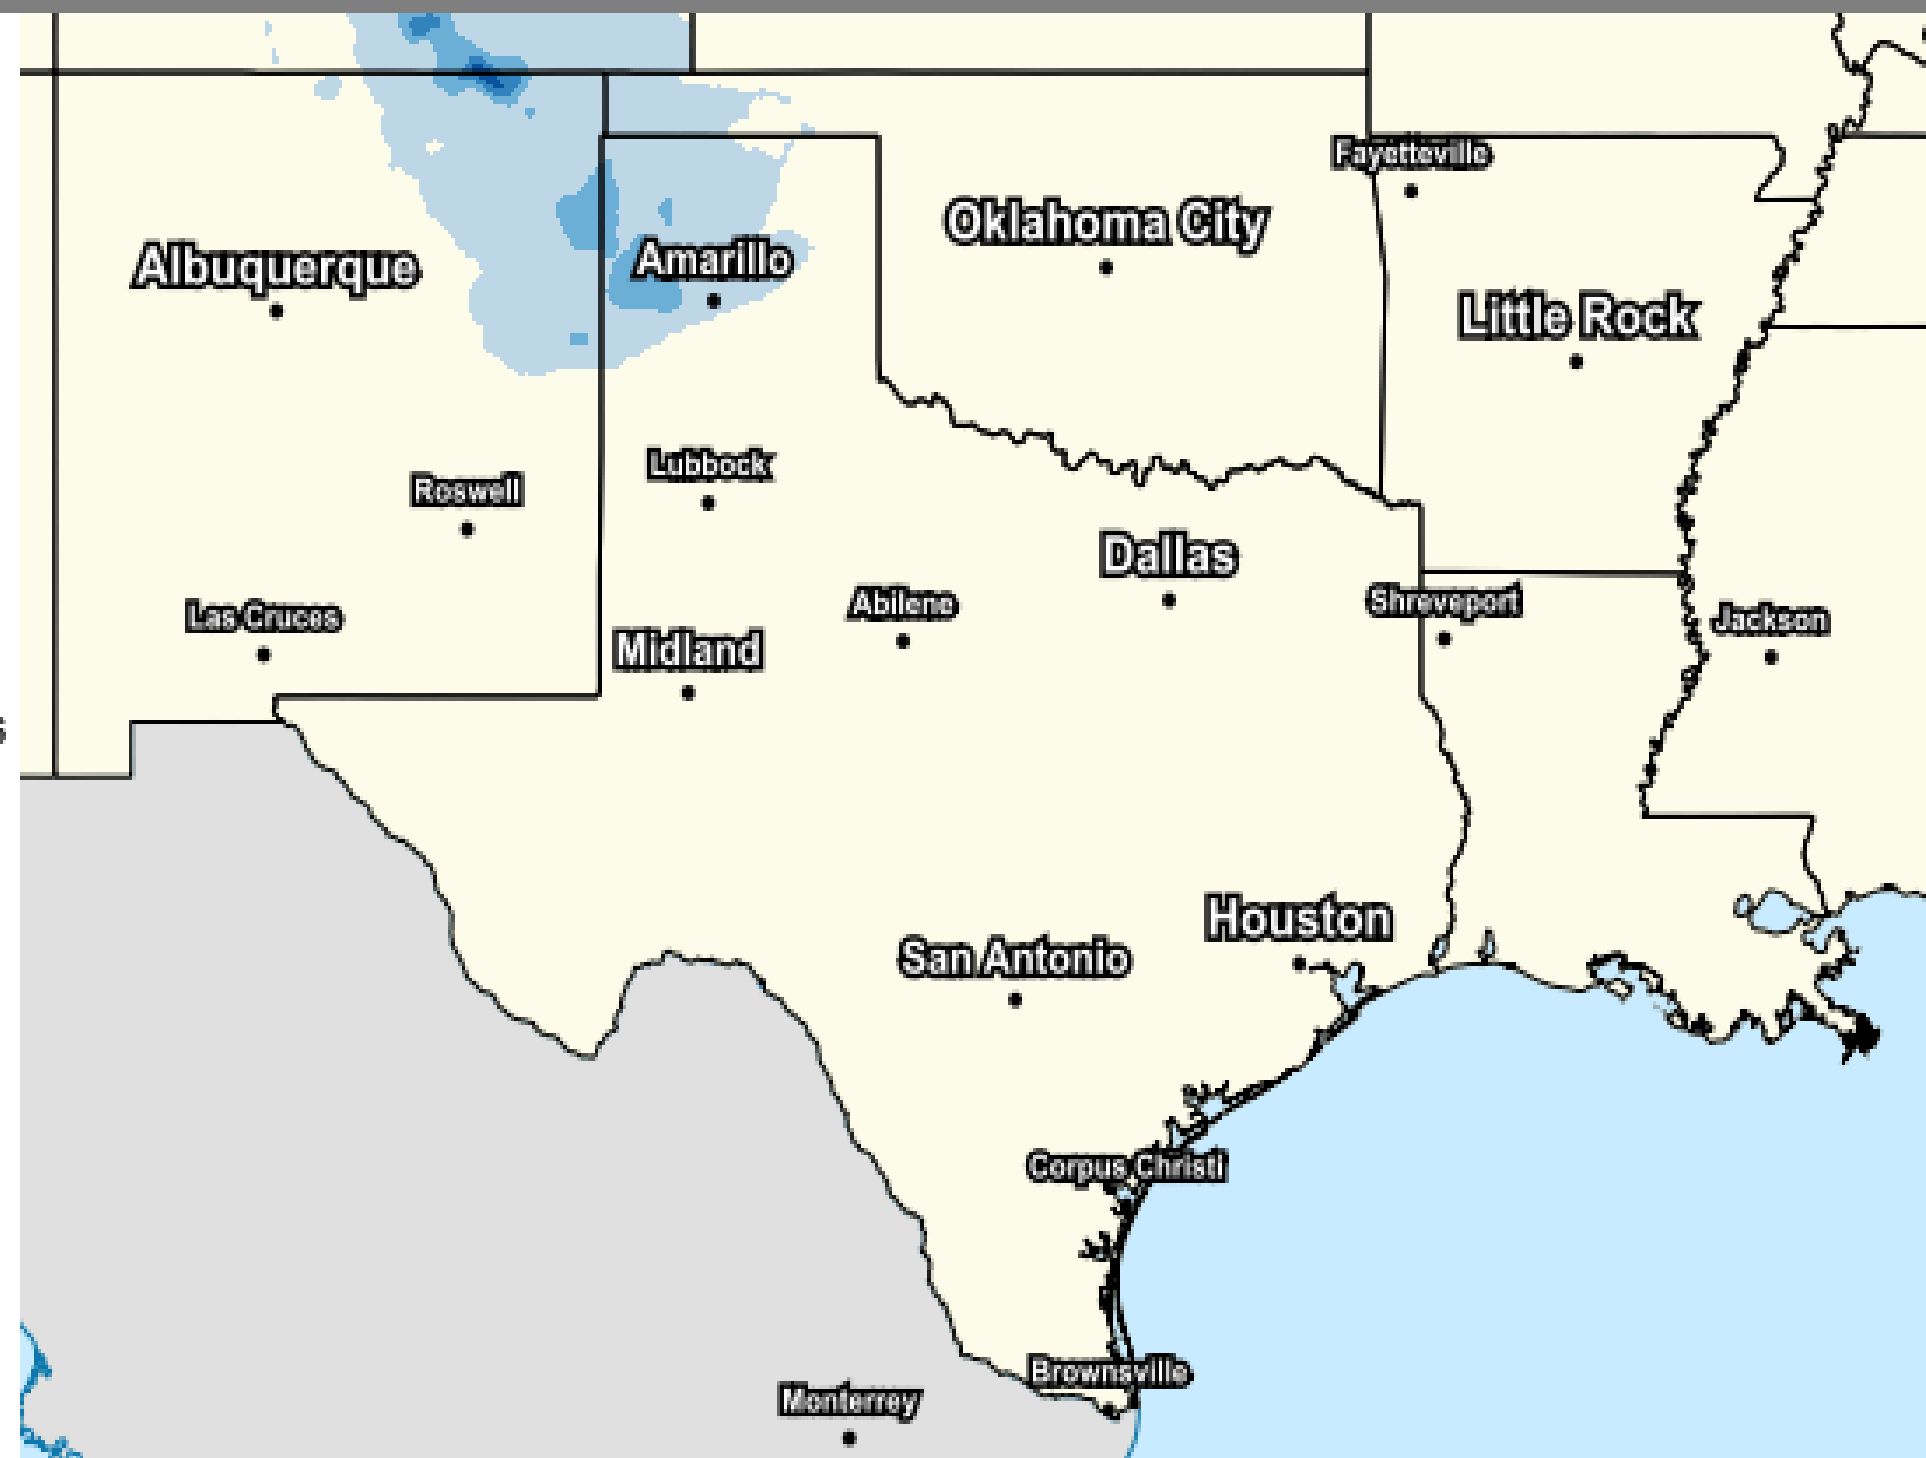 Fayetteville
Oklahoma City
Albuquerque
Amarillo
Little Rock
Lubbock
Roswell
Dallas
Abilene
Shreveport
Las Cruces
Jackson
Midland
s
Houston
San Antonio
Corpus Christi
Brownsville
Monterrey